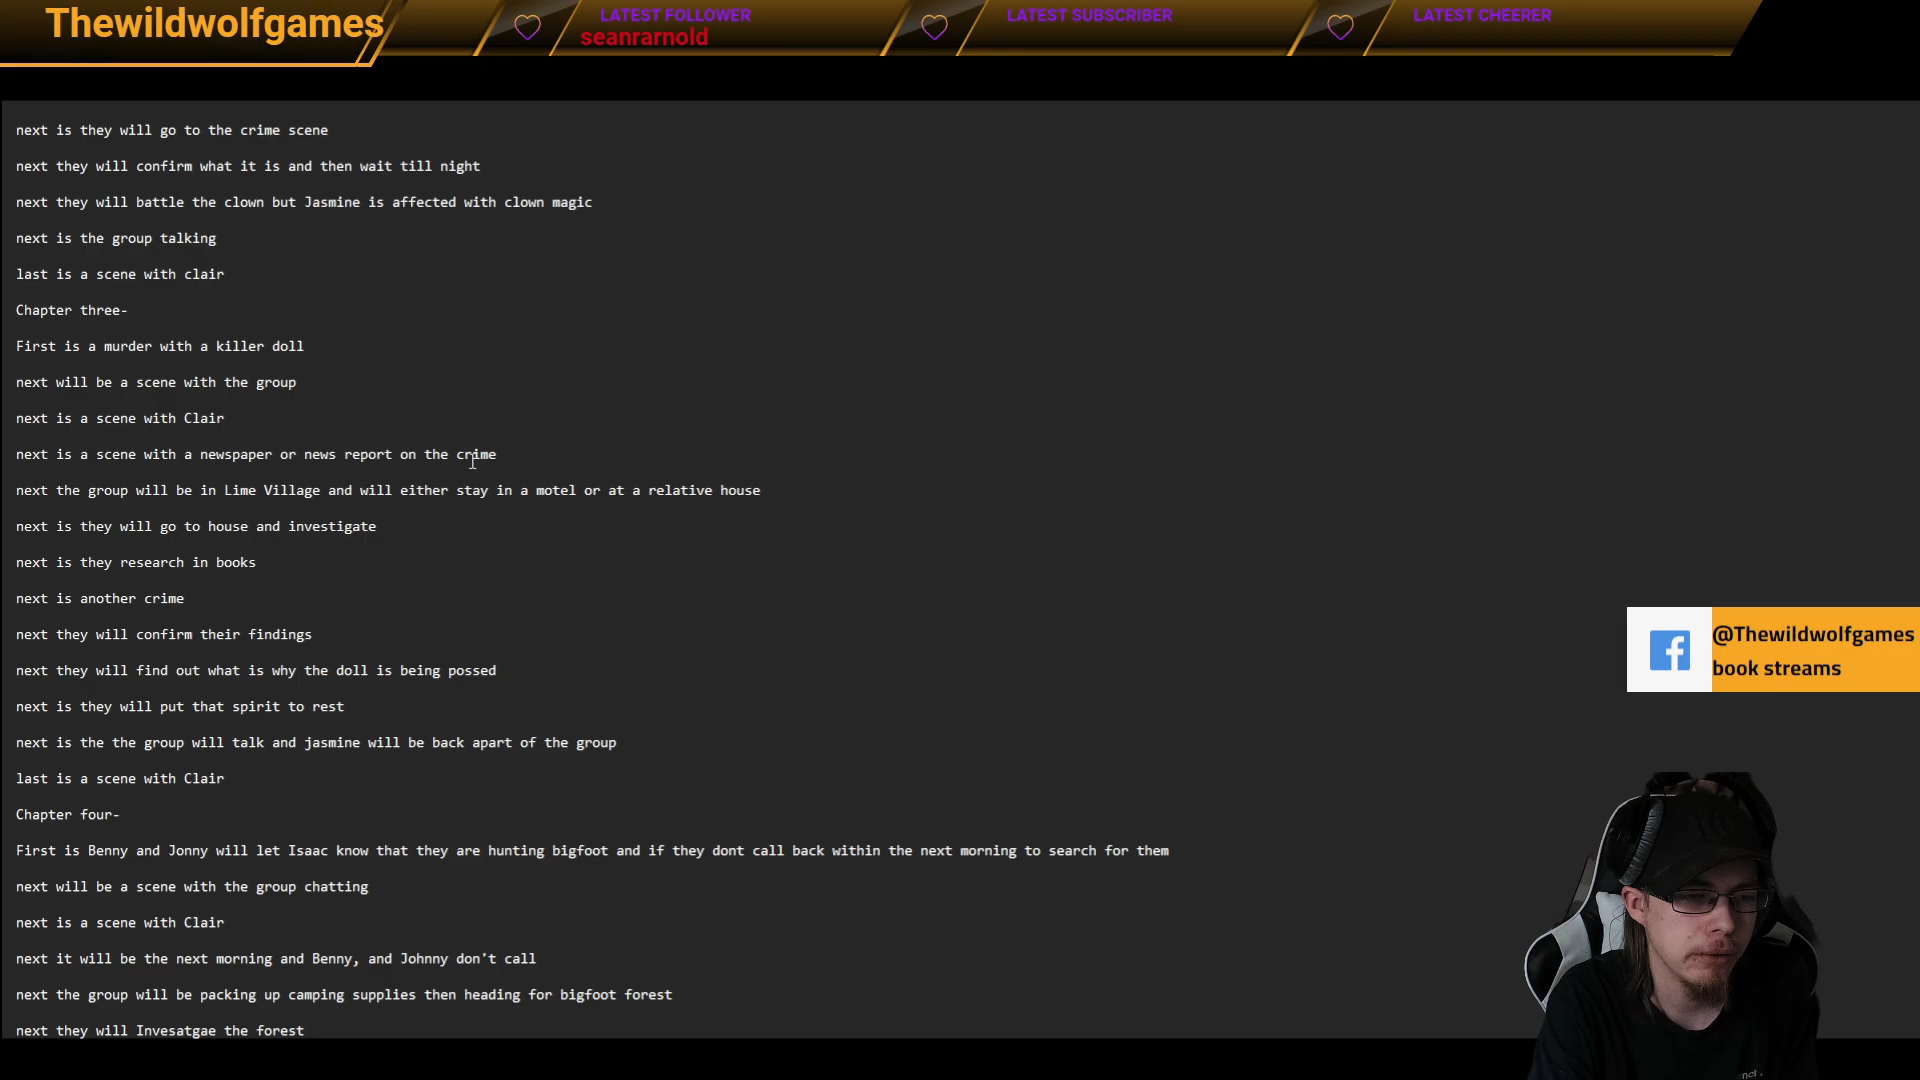 Thewildwolfgames
LATEST FOLLOWER
seanrarnold
LATEST SUBSCRIBER
LATEST CHEERER
next is they will go to the crime scene
next they will confirm what it is and then wait till night
next they will battle the clown but Jasmine is affected with clown magic
next is the group talking
last is a scene with clair
Chapter three-
First is a murder with a killer doll
next will be a scene with the group
next is a scene with Clair
next is a scene with a newspaper or news report on the crime
next the group will be in Lime Village and will either stay in a motel or at a relative house
next is they will go to house and investigate
next is they research in books
next is another crime
next they will confirm their findings
next they will find out what is why the doll is being possed
next is they will put that spirit to rest
next is the the group will talk and jasmine will be back apart of the group
last is a scene with Clair
Chapter four-
First is Benny and Jonny will let Isaac know that they are hunting bigfoot and if they dont call back within the next morning to search for them
next will be a scene with the group chatting
next is a scene with Clair
next it will be the next morning and Benny, and Johnny don't call
next the group will be packing up camping supplies then heading for bigfoot forest
next they will Invesatgae the forest
@Thewildwolfgames
book streams